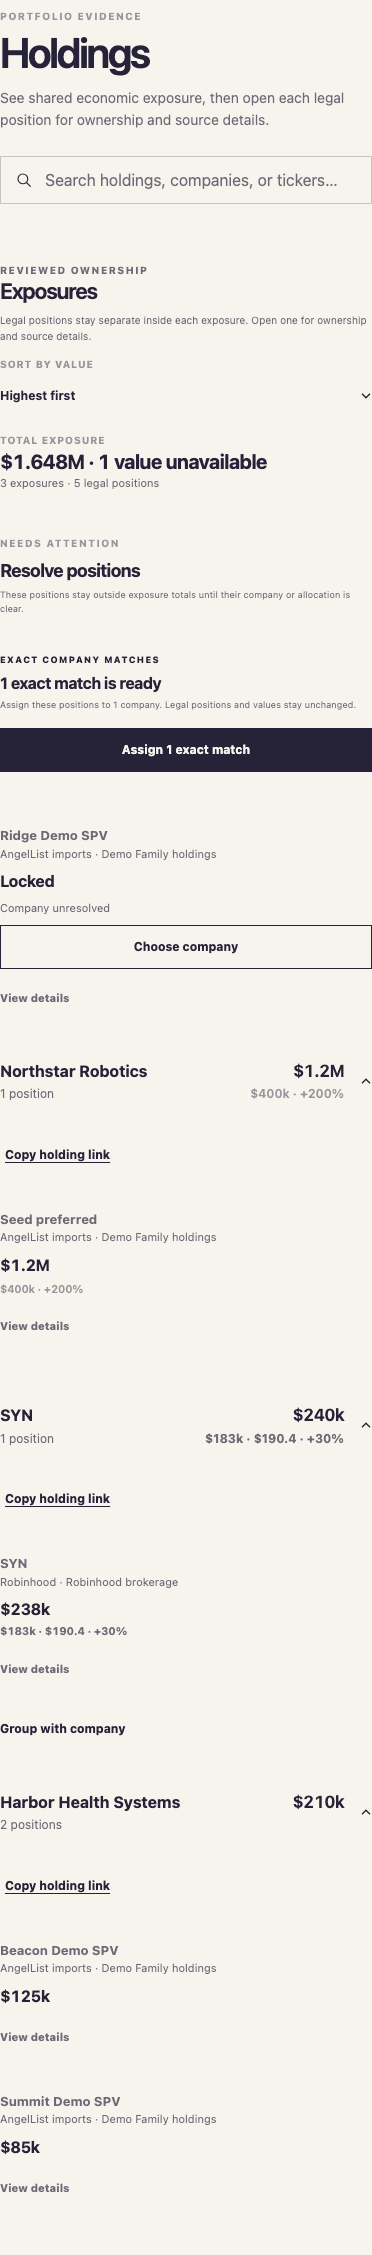 PORTFOLIO EVIDENCE
Holdings
See shared economic exposure, then open each legal
position for ownership and source details.
Search holdings, companies, or tickers...
REVIEWED OWNERSHIP
Exposures
Legal positions stay separate inside each exposure. Open one for ownership
and source details.
SORT BY VALUE
Highest first
TOTAL EXPOSURE
$1.648M · 1 value unavailable
3 exposures · 5 legal positions
NEEDS ATTENTION
Resolve positions
These positions stay outside exposure totals until their company or allocation is
clear.
EXACT COMPANY MATCHES
1 exact match is ready
Assign these positions to 1 company. Legal positions and values stay unchanged.
Assign 1 exact match
Ridge Demo SPV
AngelList imports · Demo Family holdings
Locked
Company unresolved
Choose company
View details
Northstar Robotics $1.2M
1 position $400k · +200%
Copy holding link
Seed preferred
AngelList imports · Demo Family holdings
$1.2M
$400k · +200%
View details
SYN $240k
1 position $183k · $190.4 · +30%
Copy holding link
SYN
Robinhood · Robinhood brokerage
$238k
$183k · $190.4 · +30%
View details
Group with company
Harbor Health Systems $210k
2 positions
Copy holding link
Beacon Demo SPV
AngelList imports · Demo Family holdings
$125k
View details
Summit Demo SPV
AngelList imports · Demo Family holdings
$85k
View details